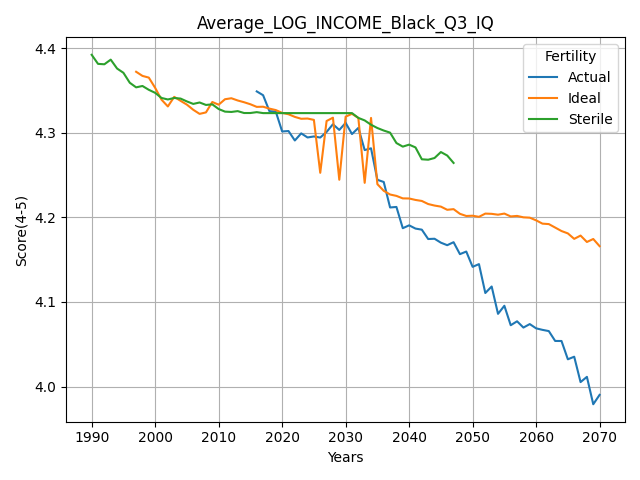 Average_LOG_INCOME_Black_Q3_IQ
Fertility
Actual
Ideal
Sterile
Score(4-5)
4.4
4.3
4.2
4.1
4.0
1990 2000 2010 2020 2030 2040 2050 2060 2070
Years